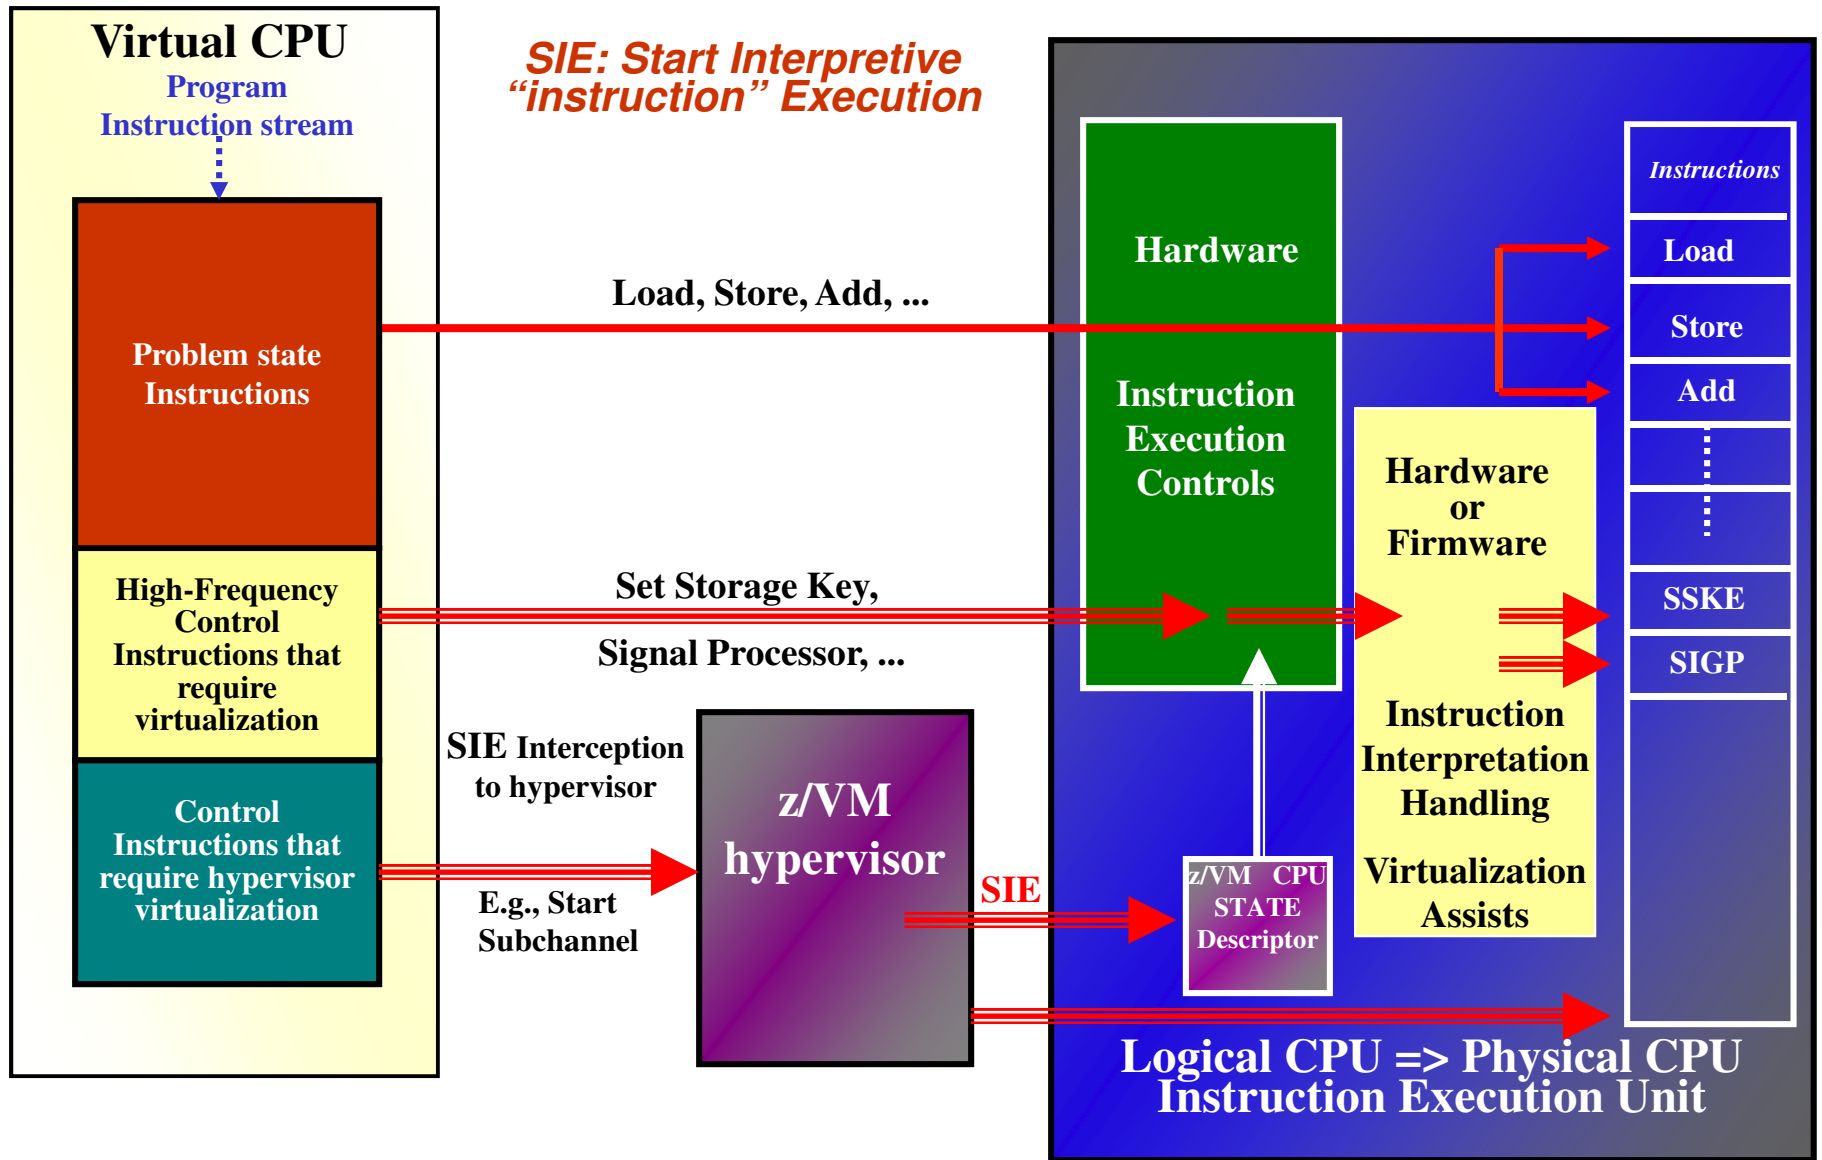 Virtual CPU
Program
Instruction stream
Problem state
Instructions
High-Frequency
Control
Instructions that
require
virtualization
Control
Instructions that
require hypervisor
virtualization
SIE: Start Interpretive
“instruction” Execution
Load, Store, Add, ...
Set Storage Key,
Signal Processor, ...
SIE Interception
to hypervisor
E.g., Start
Subchannel
z/VM
hypervisor
SIE
Hardware
Instruction
Execution
Controls
z/VM CPU
STATE
Descriptor
Hardware
or
Firmware
Instruction
Interpretation
Handling
Virtualization
Assists
Instructions
Load
Store
Add
SSKE
SIGP
Logical CPU => Physical CPU
Instruction Execution Unit